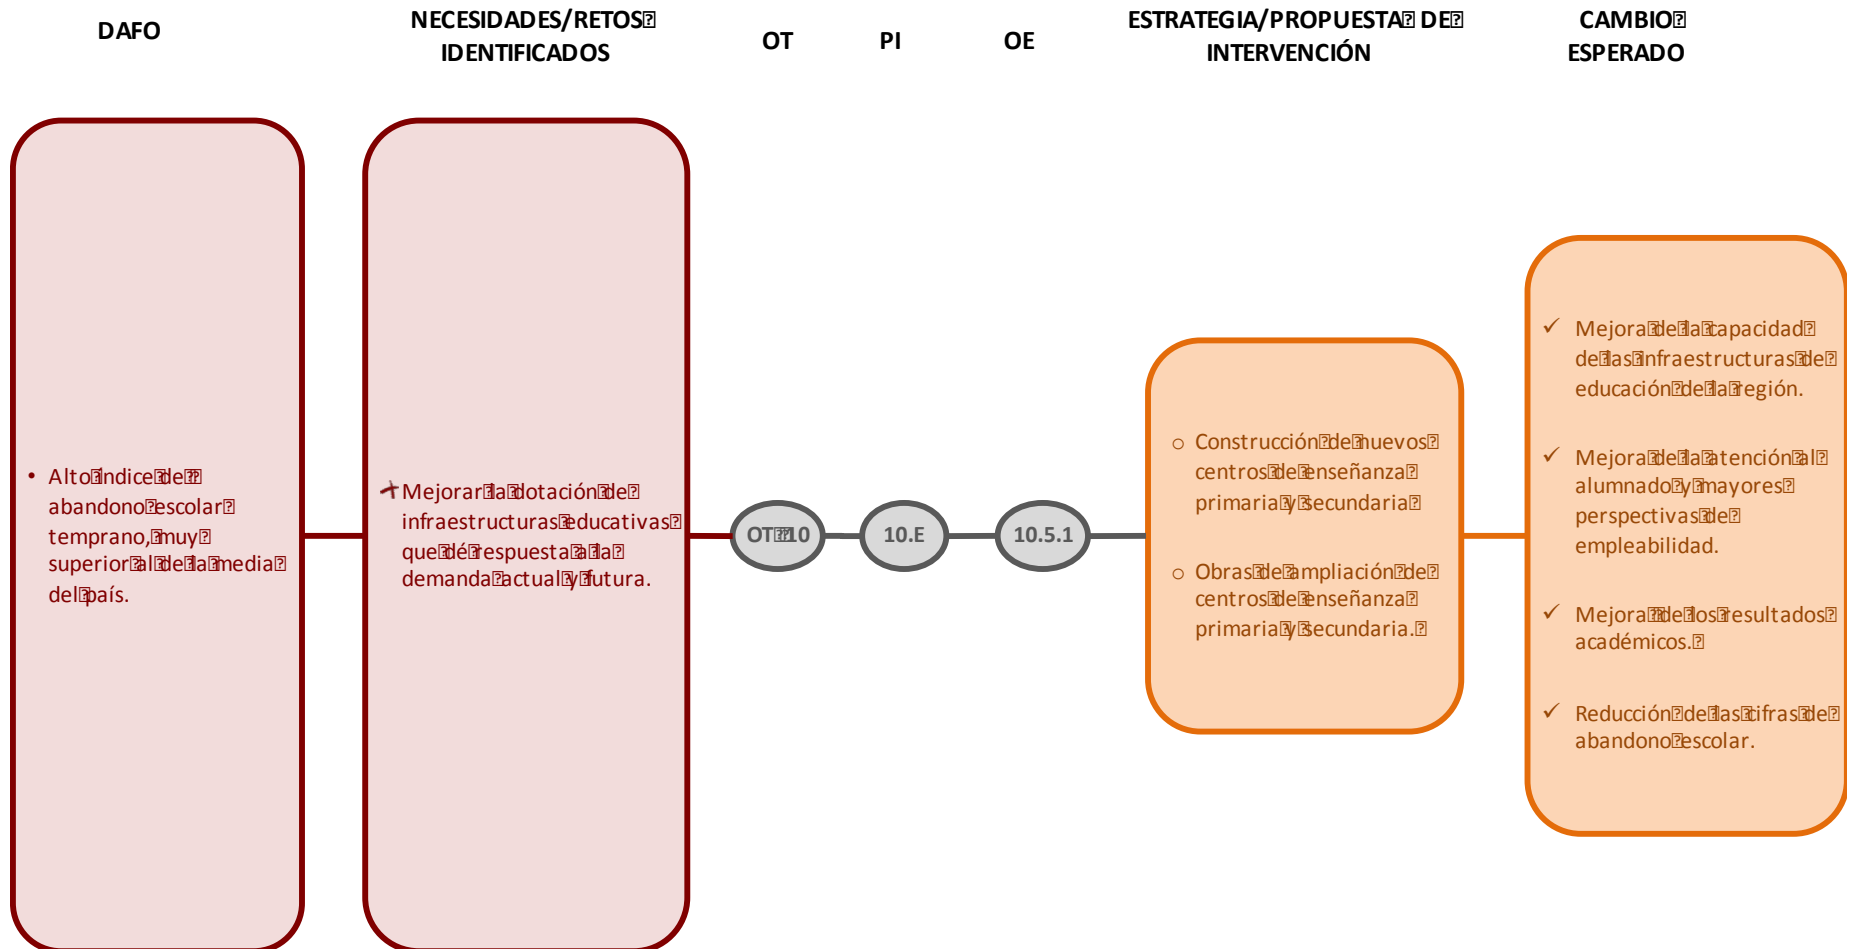 DAFO
NECESIDADES/RETOS
IDENTIFICADOS
OT
PI
OE
ESTRATEGIA/PROPUESTA DE
INTERVENCIÓN
CAMBIO
ESPERADO
• Alto índice de
abandono escolar
temprano, muy
superior al de la media
del país.
Mejorar la dotación de
infraestructuras educativas
que dé respuesta a la
demanda actual y futura.
OT 10
10.E
10.5.1
o Construcción de nuevos
centros de enseñanza
primaria y secundaria
o Obras de ampliación de
centros de enseñanza
primaria y secundaria.
✓ Mejora de la capacidad
de las infraestructuras de
educación de la región.
✓ Mejora de la atención al
alumnado y mayores
perspectivas de
empleabilidad.
✓ Mejora de los resultados
académicos.
✓ Reducción de las cifras de
abandono escolar.